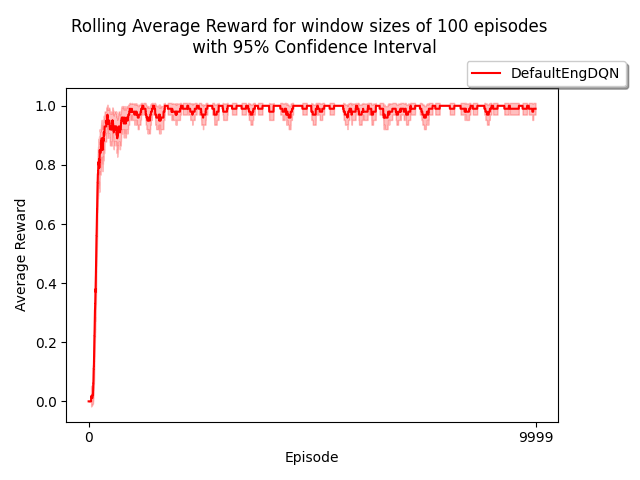 Rolling Average Reward for window sizes of 100 episodes
with 95% Confidence Interval
DefaultEngDQN
1.0
0.8
0.6
0.4
0.2
0.0
Average Reward
0
9999
Episode